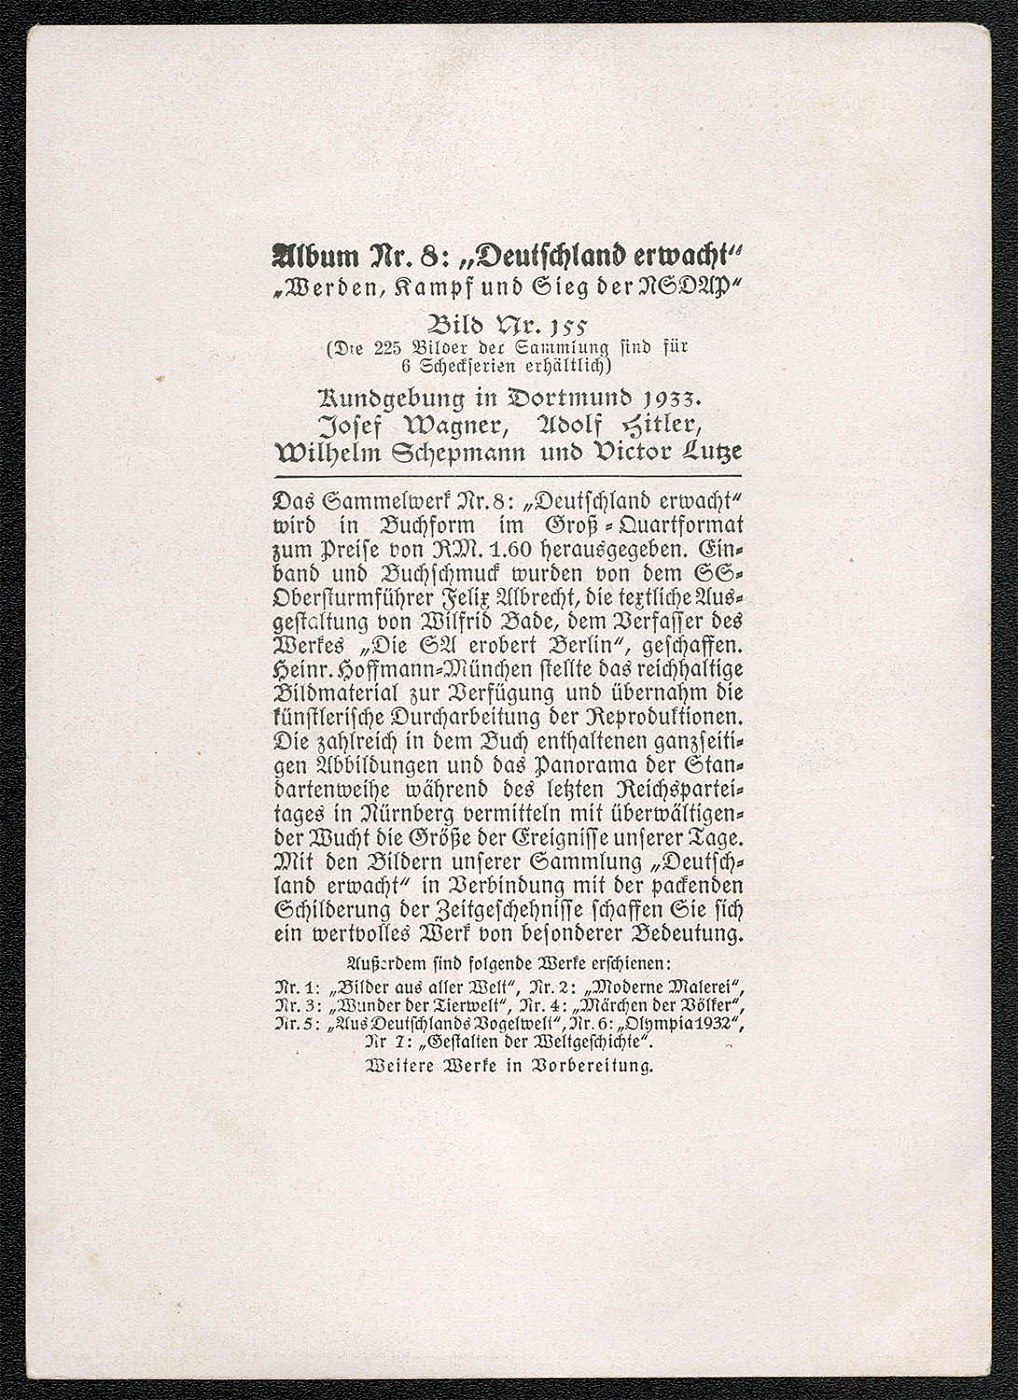 Album Nr. 8: „Deutschland erwacht“
„Werden, Kampf und Sieg der NSDAP“
Bild Nr. 155
(Die 225 Bilder der Sammlung sind für
6 Scheckserien erhältlich)
Kundgebung in Dortmund 1933.
Josef Wagner, Adolf Hitler,
Wilhelm Schepmann und Victor Lutze
Das Sammelwerk Nr. 8: „Deutschland erwacht“
wird in Buchform im Groß-Quartformat
zum Preise von RM. 1.60 herausgegeben. Ein-
band und Buchschmuck wurden von dem SS-
Obersturmführer Felix Albrecht, die textliche Aus-
gestaltung von Wilfrid Bade, dem Verfasser des
Werkes „Die SA erobert Berlin“, geschaffen.
Heinr. Hoffmann-München stellte das reichhaltige
Bildmaterial zur Verfügung und übernahm die
künstlerische Durcharbeitung der Reproduktionen.
Die zahlreich in dem Buch enthaltenen ganzseiti-
gen Abbildungen und das Panorama der Stan-
dartenweihe während des letzten Reichspartei-
tages in Nürnberg vermitteln mit überwältigen-
der Wucht die Größe der Ereignisse unserer Tage.
Mit den Bildern unserer Sammlung „Deutsch-
land erwacht“ in Verbindung mit der packenden
Schilderung der Zeitgeschehnisse schaffen Sie sich
ein wertvolles Werk von besonderer Bedeutung.
Außerdem sind folgende Werke erschienen:
Nr. 1: „Bilder aus aller Welt“, Nr. 2: „Moderne Malerei“,
Nr. 3: „Wunder der Tierwelt“, Nr. 4: „Märchen der Völker“,
Nr. 5: „Aus Deutschlands Vogelwelt“, Nr. 6: „Olympia 1932“,
Nr 7: „Gestalten der Weltgeschichte“.
Weitere Werke in Vorbereitung.